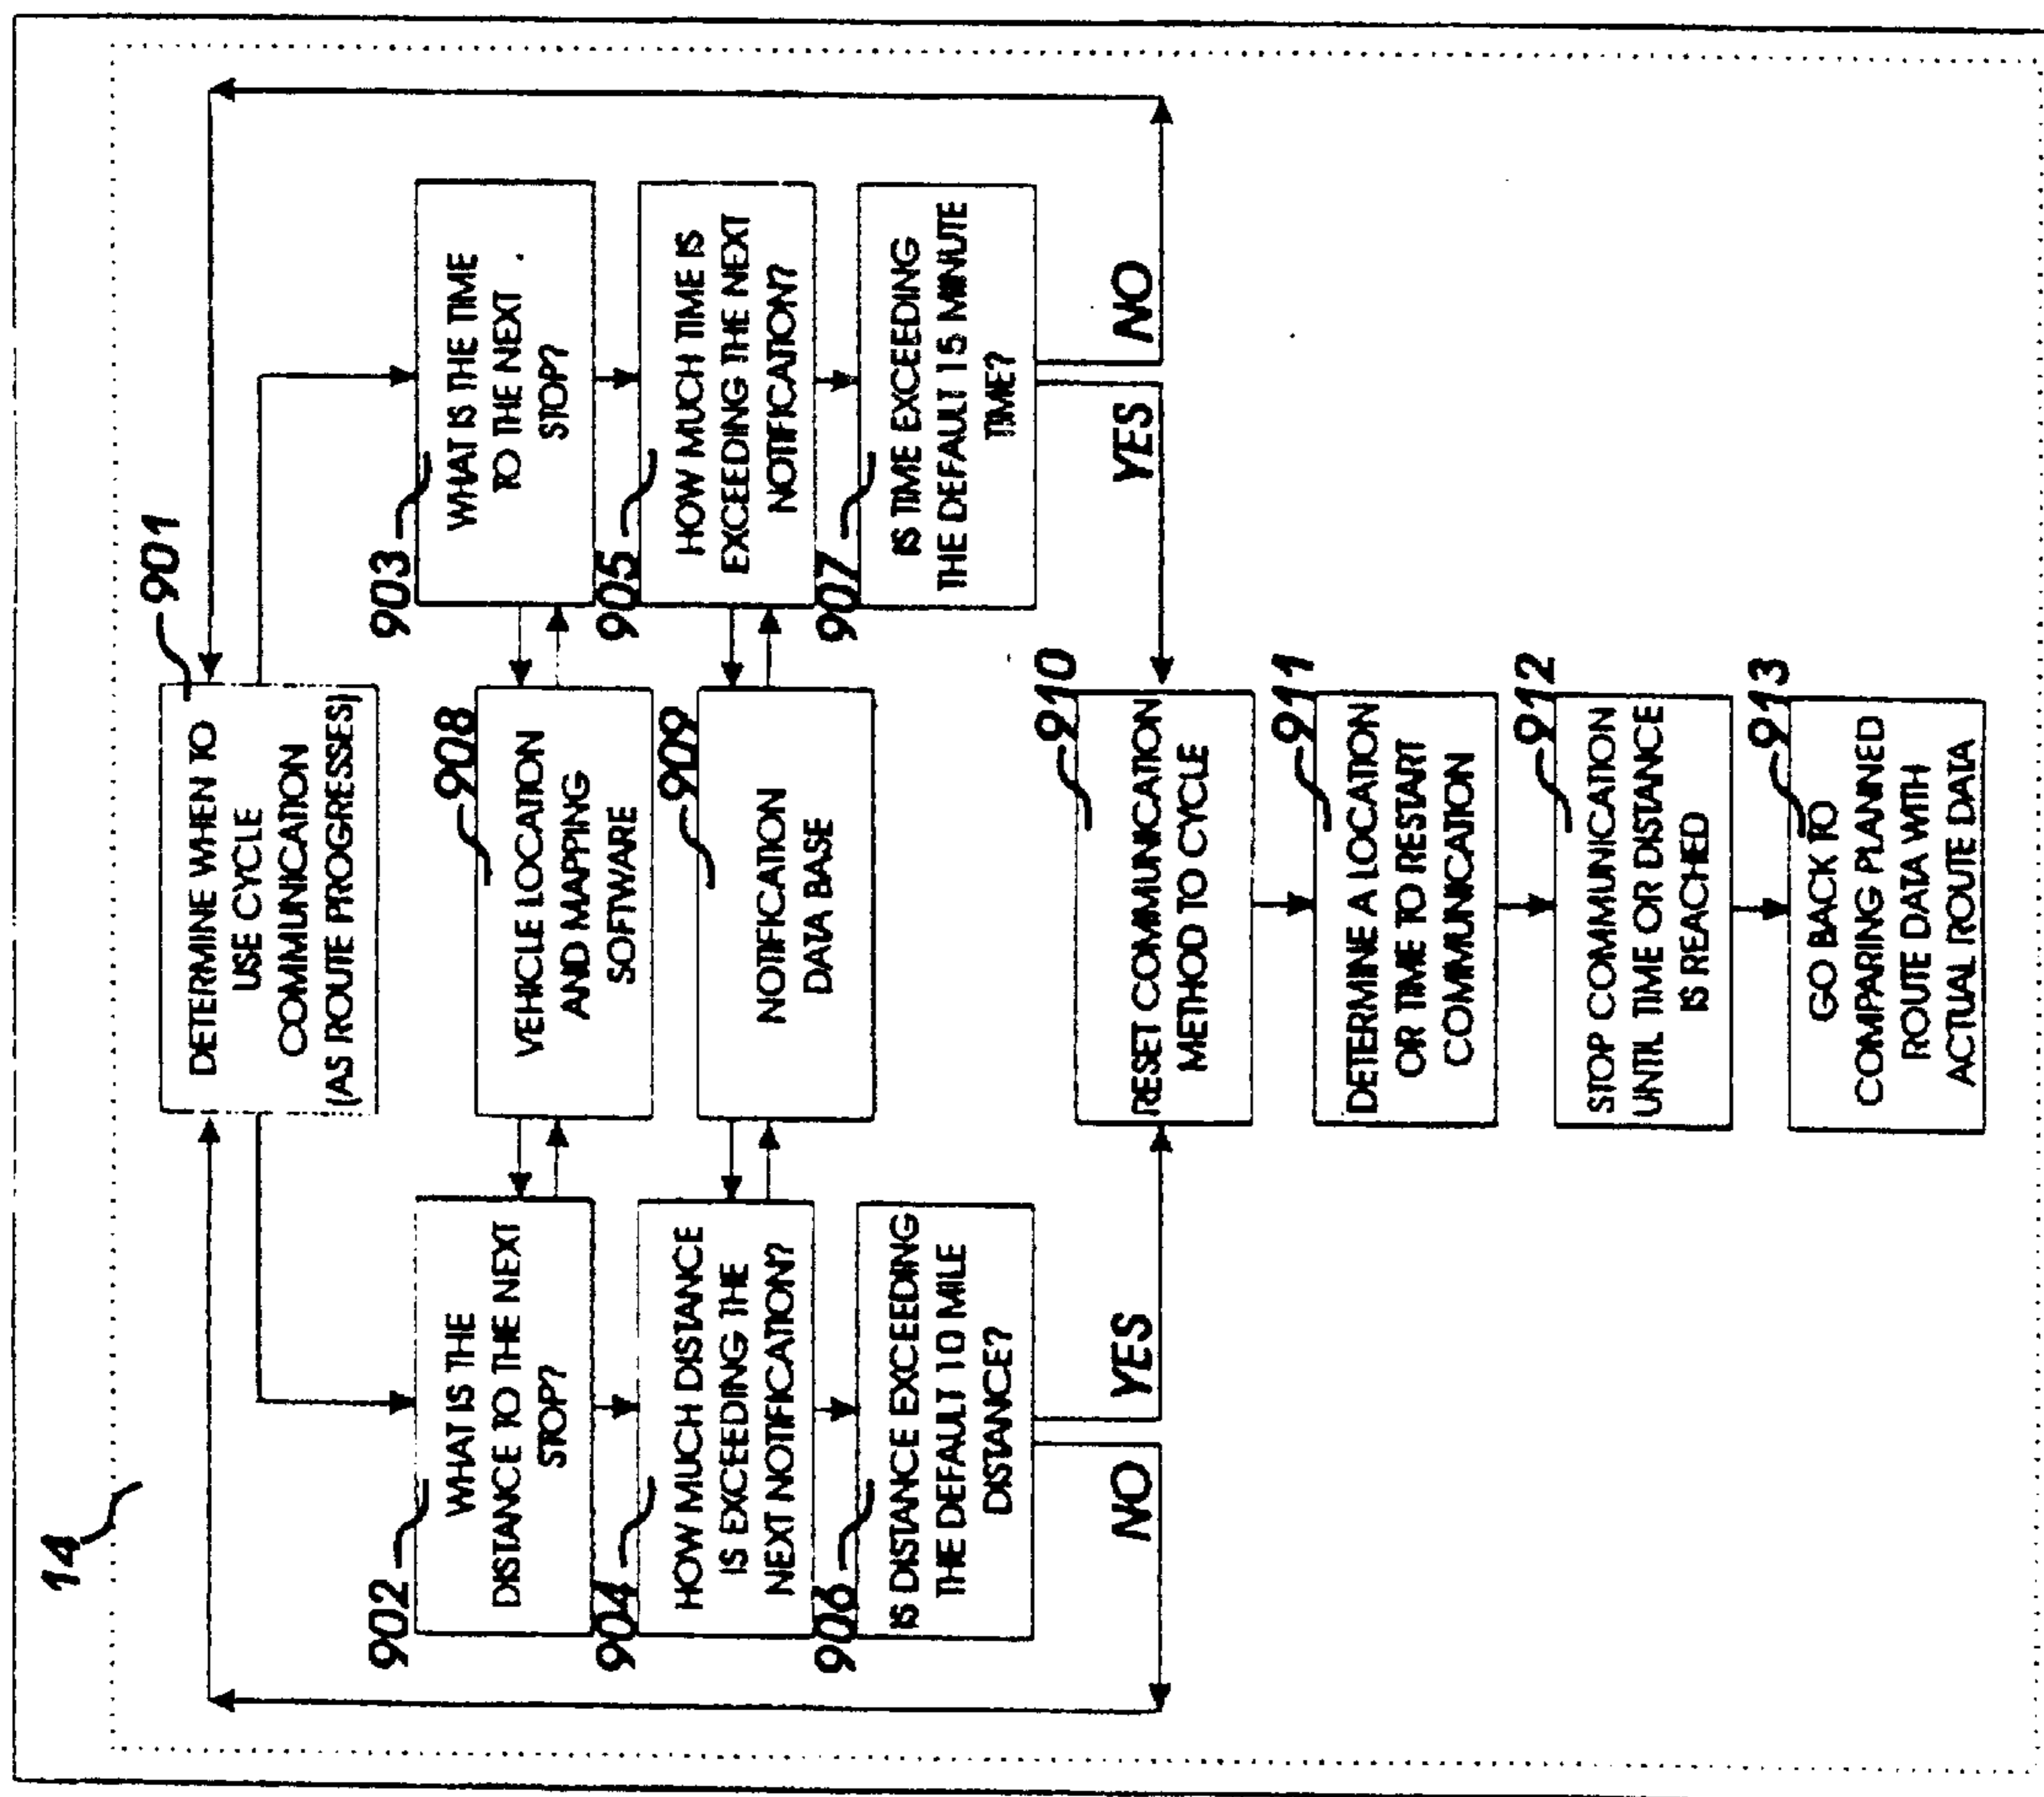 14
901
DETERMINE WHEN TO
USE CYCLE
COMMUNICATION
(AS ROUTE PROGRESSES)
902
WHAT IS THE
DISTANCE TO THE NEXT
STOP?
908
VEHICLE LOCATION
AND MAPPING
SOFTWARE
903
WHAT IS THE TIME
TO THE NEXT
STOP?
904
HOW MUCH DISTANCE
IS EXCEEDING THE
NEXT NOTIFICATION?
909
NOTIFICATION
DATA BASE
905
HOW MUCH TIME IS
EXCEEDING THE NEXT
NOTIFICATION?
906
IS DISTANCE EXCEEDING
THE DEFAULT 10 MILE
DISTANCE?
907
IS TIME EXCEEDING
THE DEFAULT 15 MINUTE
TIME?
NO
YES
YES
NO
910
RESET COMMUNICATION
METHOD TO CYCLE
911
DETERMINE A LOCATION
OR TIME TO RESTART
COMMUNICATION
912
STOP COMMUNICATION
UNTIL TIME OR DISTANCE
IS REACHED
913
GO BACK TO
COMPARING PLANNED
ROUTE DATA WITH
ACTUAL ROUTE DATA